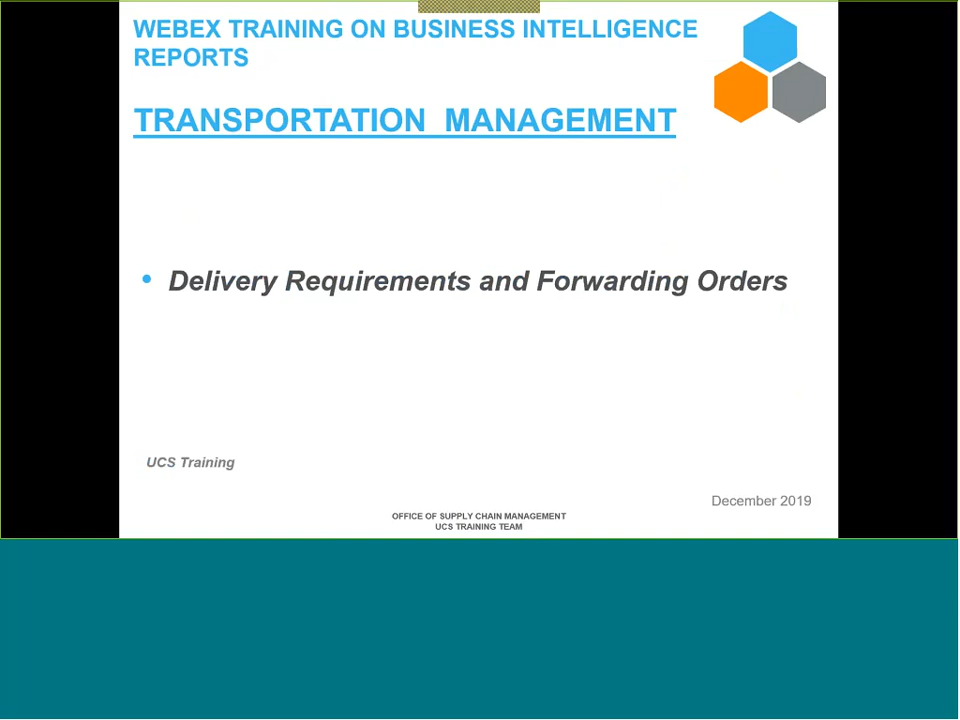 WEBEX TRAINING ON BUSINESS INTELLIGENCE
REPORTS
TRANSPORTATION MANAGEMENT
• Delivery Requirements and Forwarding Orders
UCS Training
December 2019
OFFICE OF SUPPLY CHAIN MANAGEMENT
UCS TRAINING TEAM